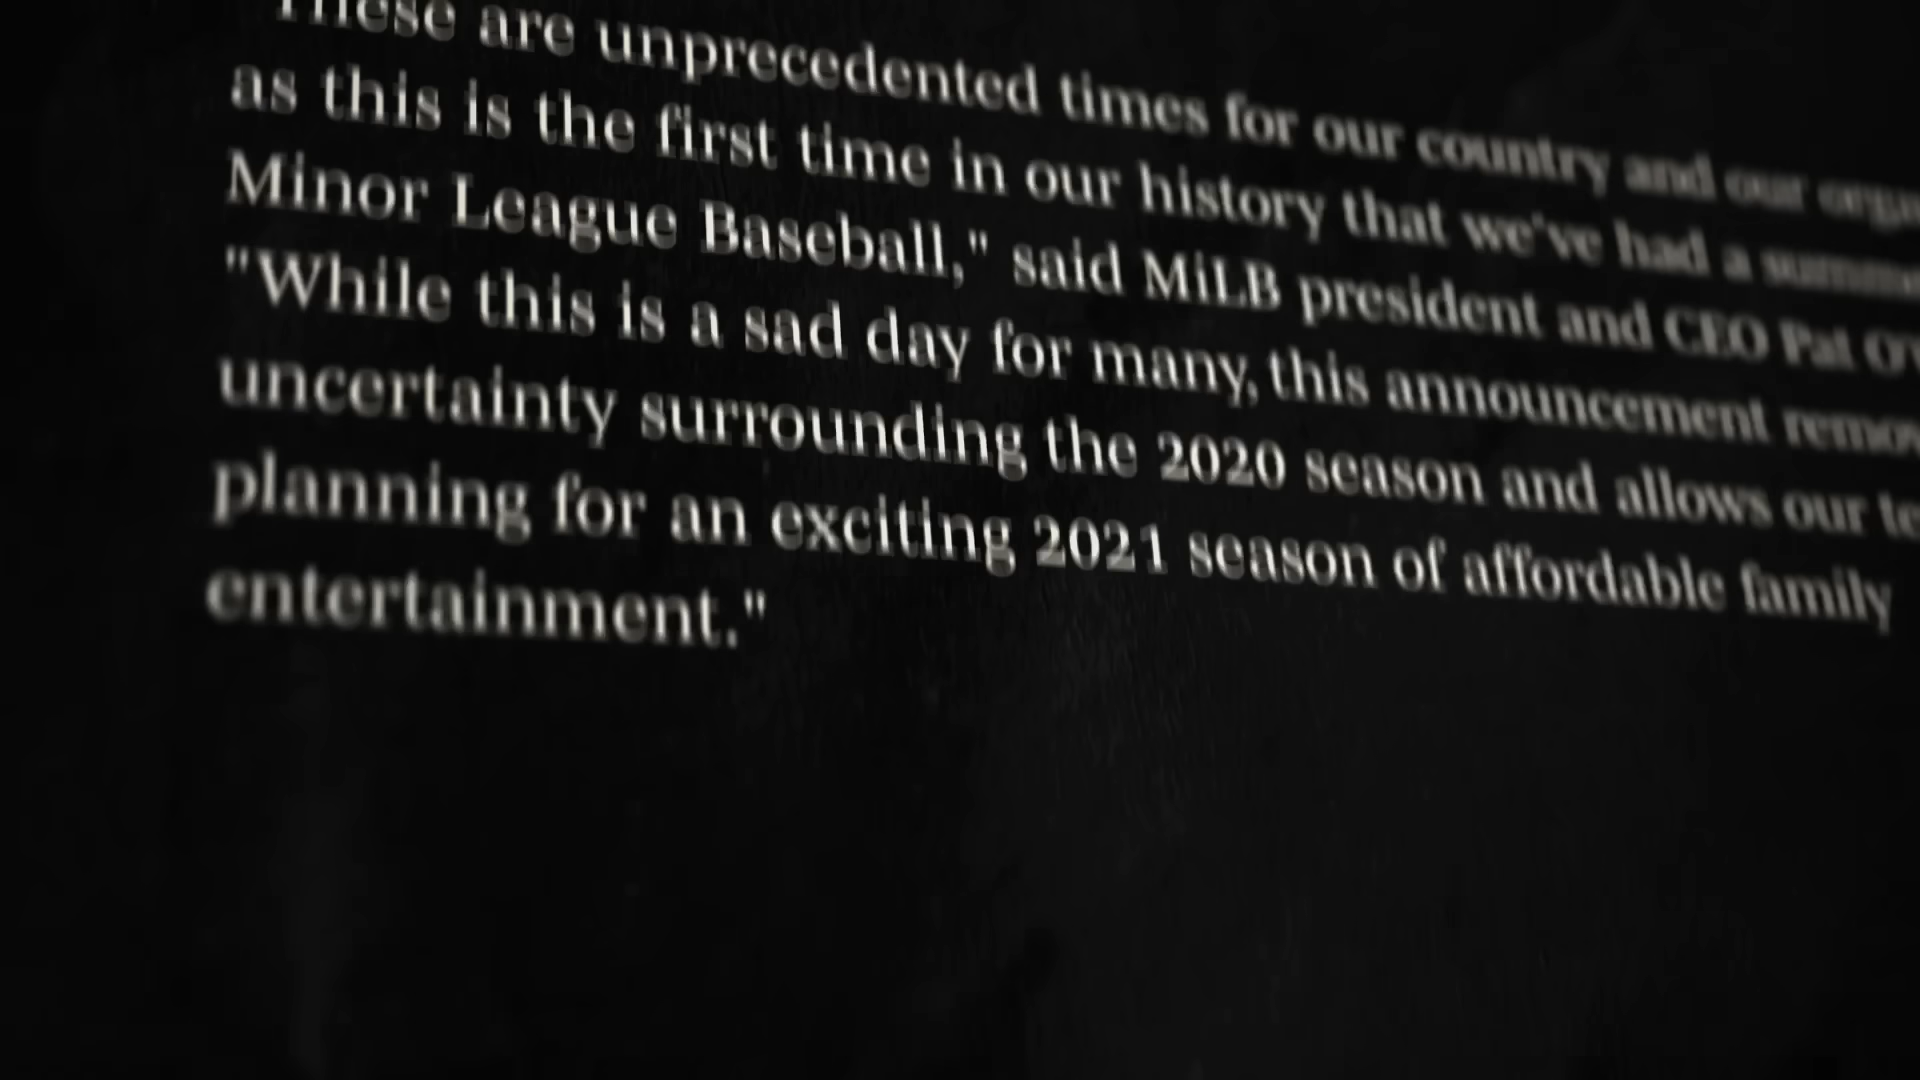 These are unprecedented times for our country and our
as this is the first time in our history that we've had a
Minor League Baseball," said MiLB president and CEO Pat
"While this is a sad day for many, this announcement
uncertainty surrounding the 2020 season and allows our
planning for an exciting 2021 season of affordable family
entertainment."